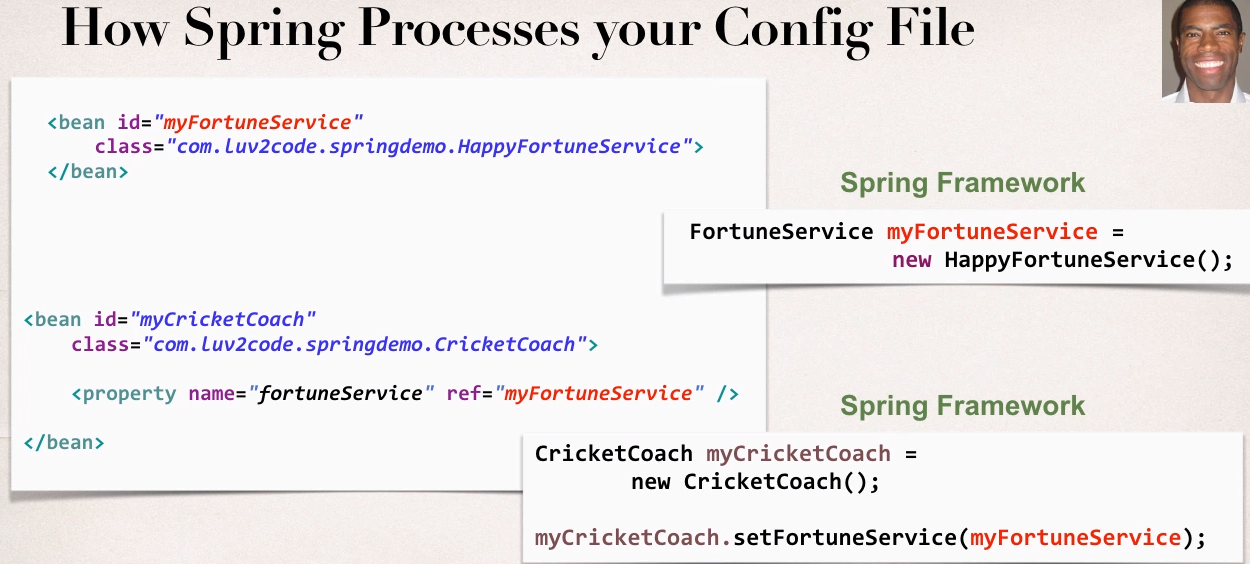 How Spring Processes your Config File
<bean id="myFortuneService"
class="com.luv2code.springdemo.HappyFortuneService">
</bean>
Spring Framework
FortuneService myFortuneService =
new HappyFortuneService();
<bean id="myCricketCoach"
class="com.luv2code.springdemo.CricketCoach">
<property name="fortuneService" ref="myFortuneService" />
</bean>
Spring Framework
CricketCoach myCricketCoach =
new CricketCoach();
myCricketCoach.setFortuneService(myFortuneService);